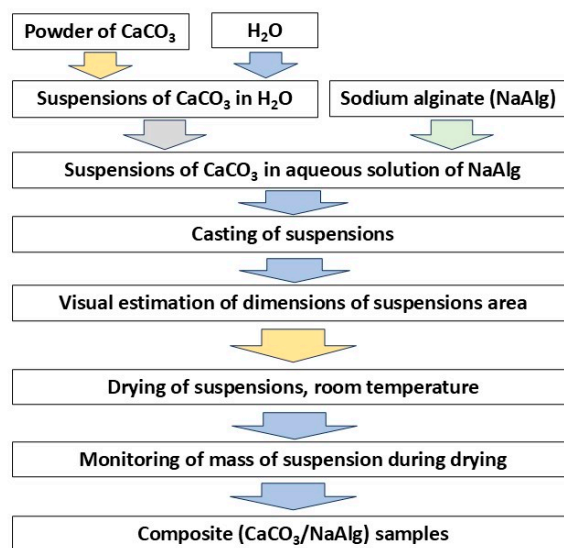 Powder of CaCO₃
H₂O
Suspensions of CaCO₃ in H₂O
Sodium alginate (NaAlg)
Suspensions of CaCO₃ in aqueous solution of NaAlg
Casting of suspensions
Visual estimation of dimensions of suspensions area
Drying of suspensions, room temperature
Monitoring of mass of suspension during drying
Composite (CaCO₃/NaAlg) samples